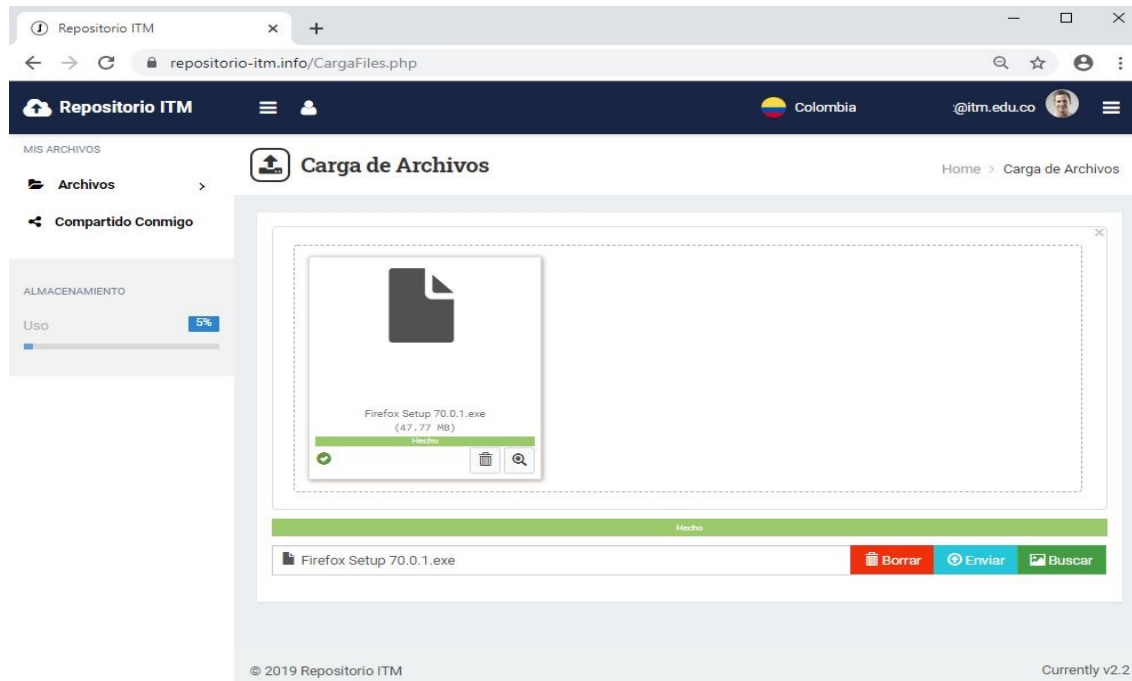 Repositorio ITM
repositorio-itm.info/CargaFiles.php
Repositorio ITM
Colombia
:@itm.edu.co
MIS ARCHIVOS
Archivos
Compartido Conmigo
ALMACENAMIENTO
Uso
5%
Carga de Archivos
Home > Carga de Archivos
Firefox Setup 70.0.1.exe
(47.77 MB)
Hecho
Hecho
Firefox Setup 70.0.1.exe
Borrar
Enviar
Buscar
© 2019 Repositorio ITM
Currently v2.2